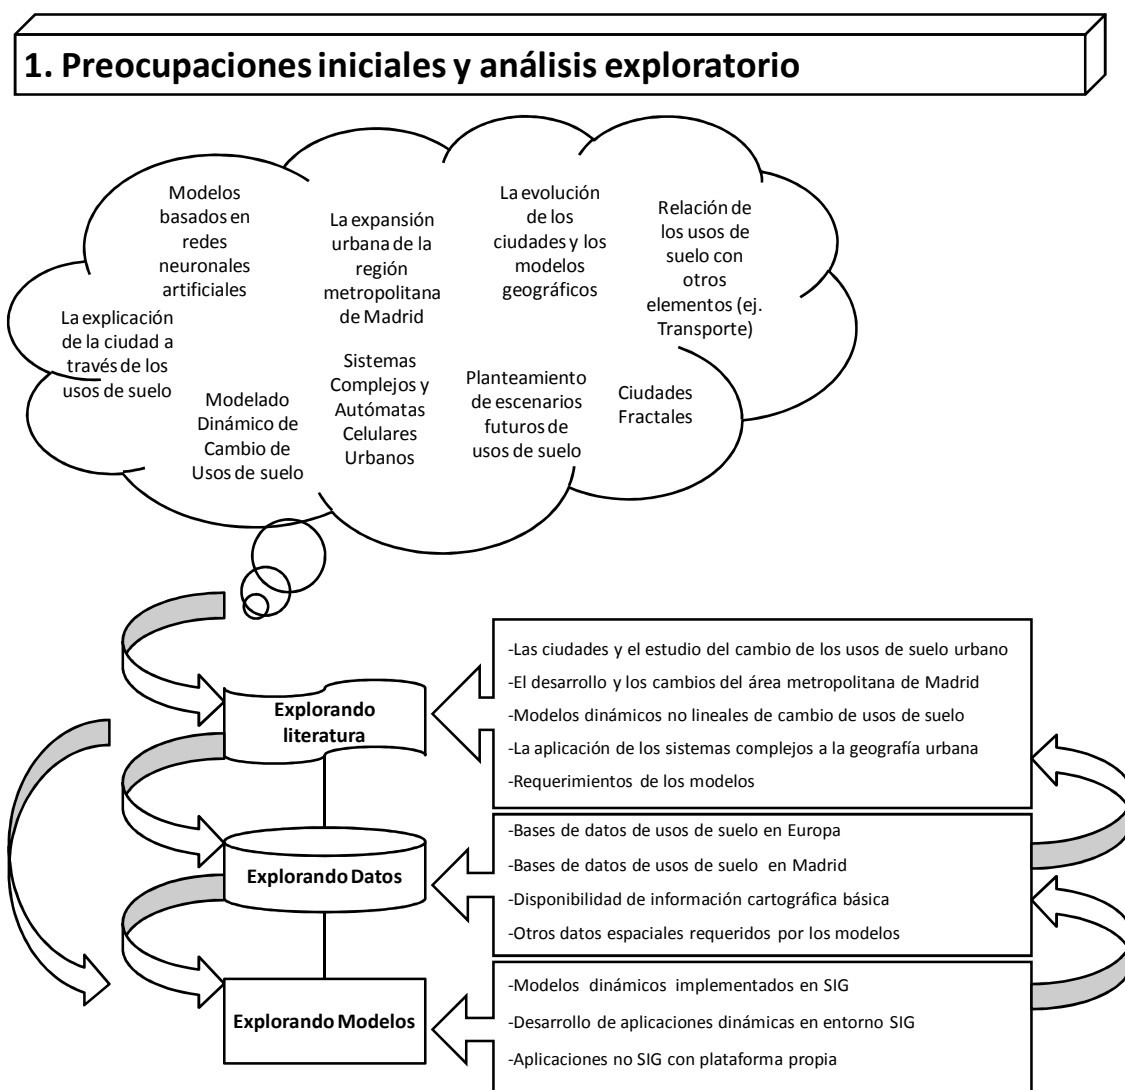 1. Preocupaciones iniciales y análisis exploratorio
Modelos
basados en
redes
neuronales
artificiales
La expansión
urbana de la
región
metropolitana
de Madrid
La evolución
de los
ciudades y los
modelos
geográficos
Relación de
los usos de
suelo con
otros
elementos (ej.
Transporte)
La explicación
de la ciudad a
través de los
usos de suelo
Modelado
Dinámico de
Cambio de
Usos de suelo
Sistemas
Complejos y
Autómatas
Celulares
Urbanos
Planteamiento
de escenarios
futuros de
usos de suelo
Ciudades
Fractales
Explorando
literatura
-Las ciudades y el estudio del cambio de los usos de suelo urbano
-El desarrollo y los cambios del área metropolitana de Madrid
-Modelos dinámicos no lineales de cambio de usos de suelo
-La aplicación de los sistemas complejos a la geografía urbana
-Requerimientos de los modelos
Explorando Datos
-Bases de datos de usos de suelo en Europa
-Bases de datos de usos de suelo en Madrid
-Disponibilidad de información cartográfica básica
-Otros datos espaciales requeridos por los modelos
Explorando Modelos
-Modelos dinámicos implementados en SIG
-Desarrollo de aplicaciones dinámicas en entorno SIG
-Aplicaciones no SIG con plataforma propia